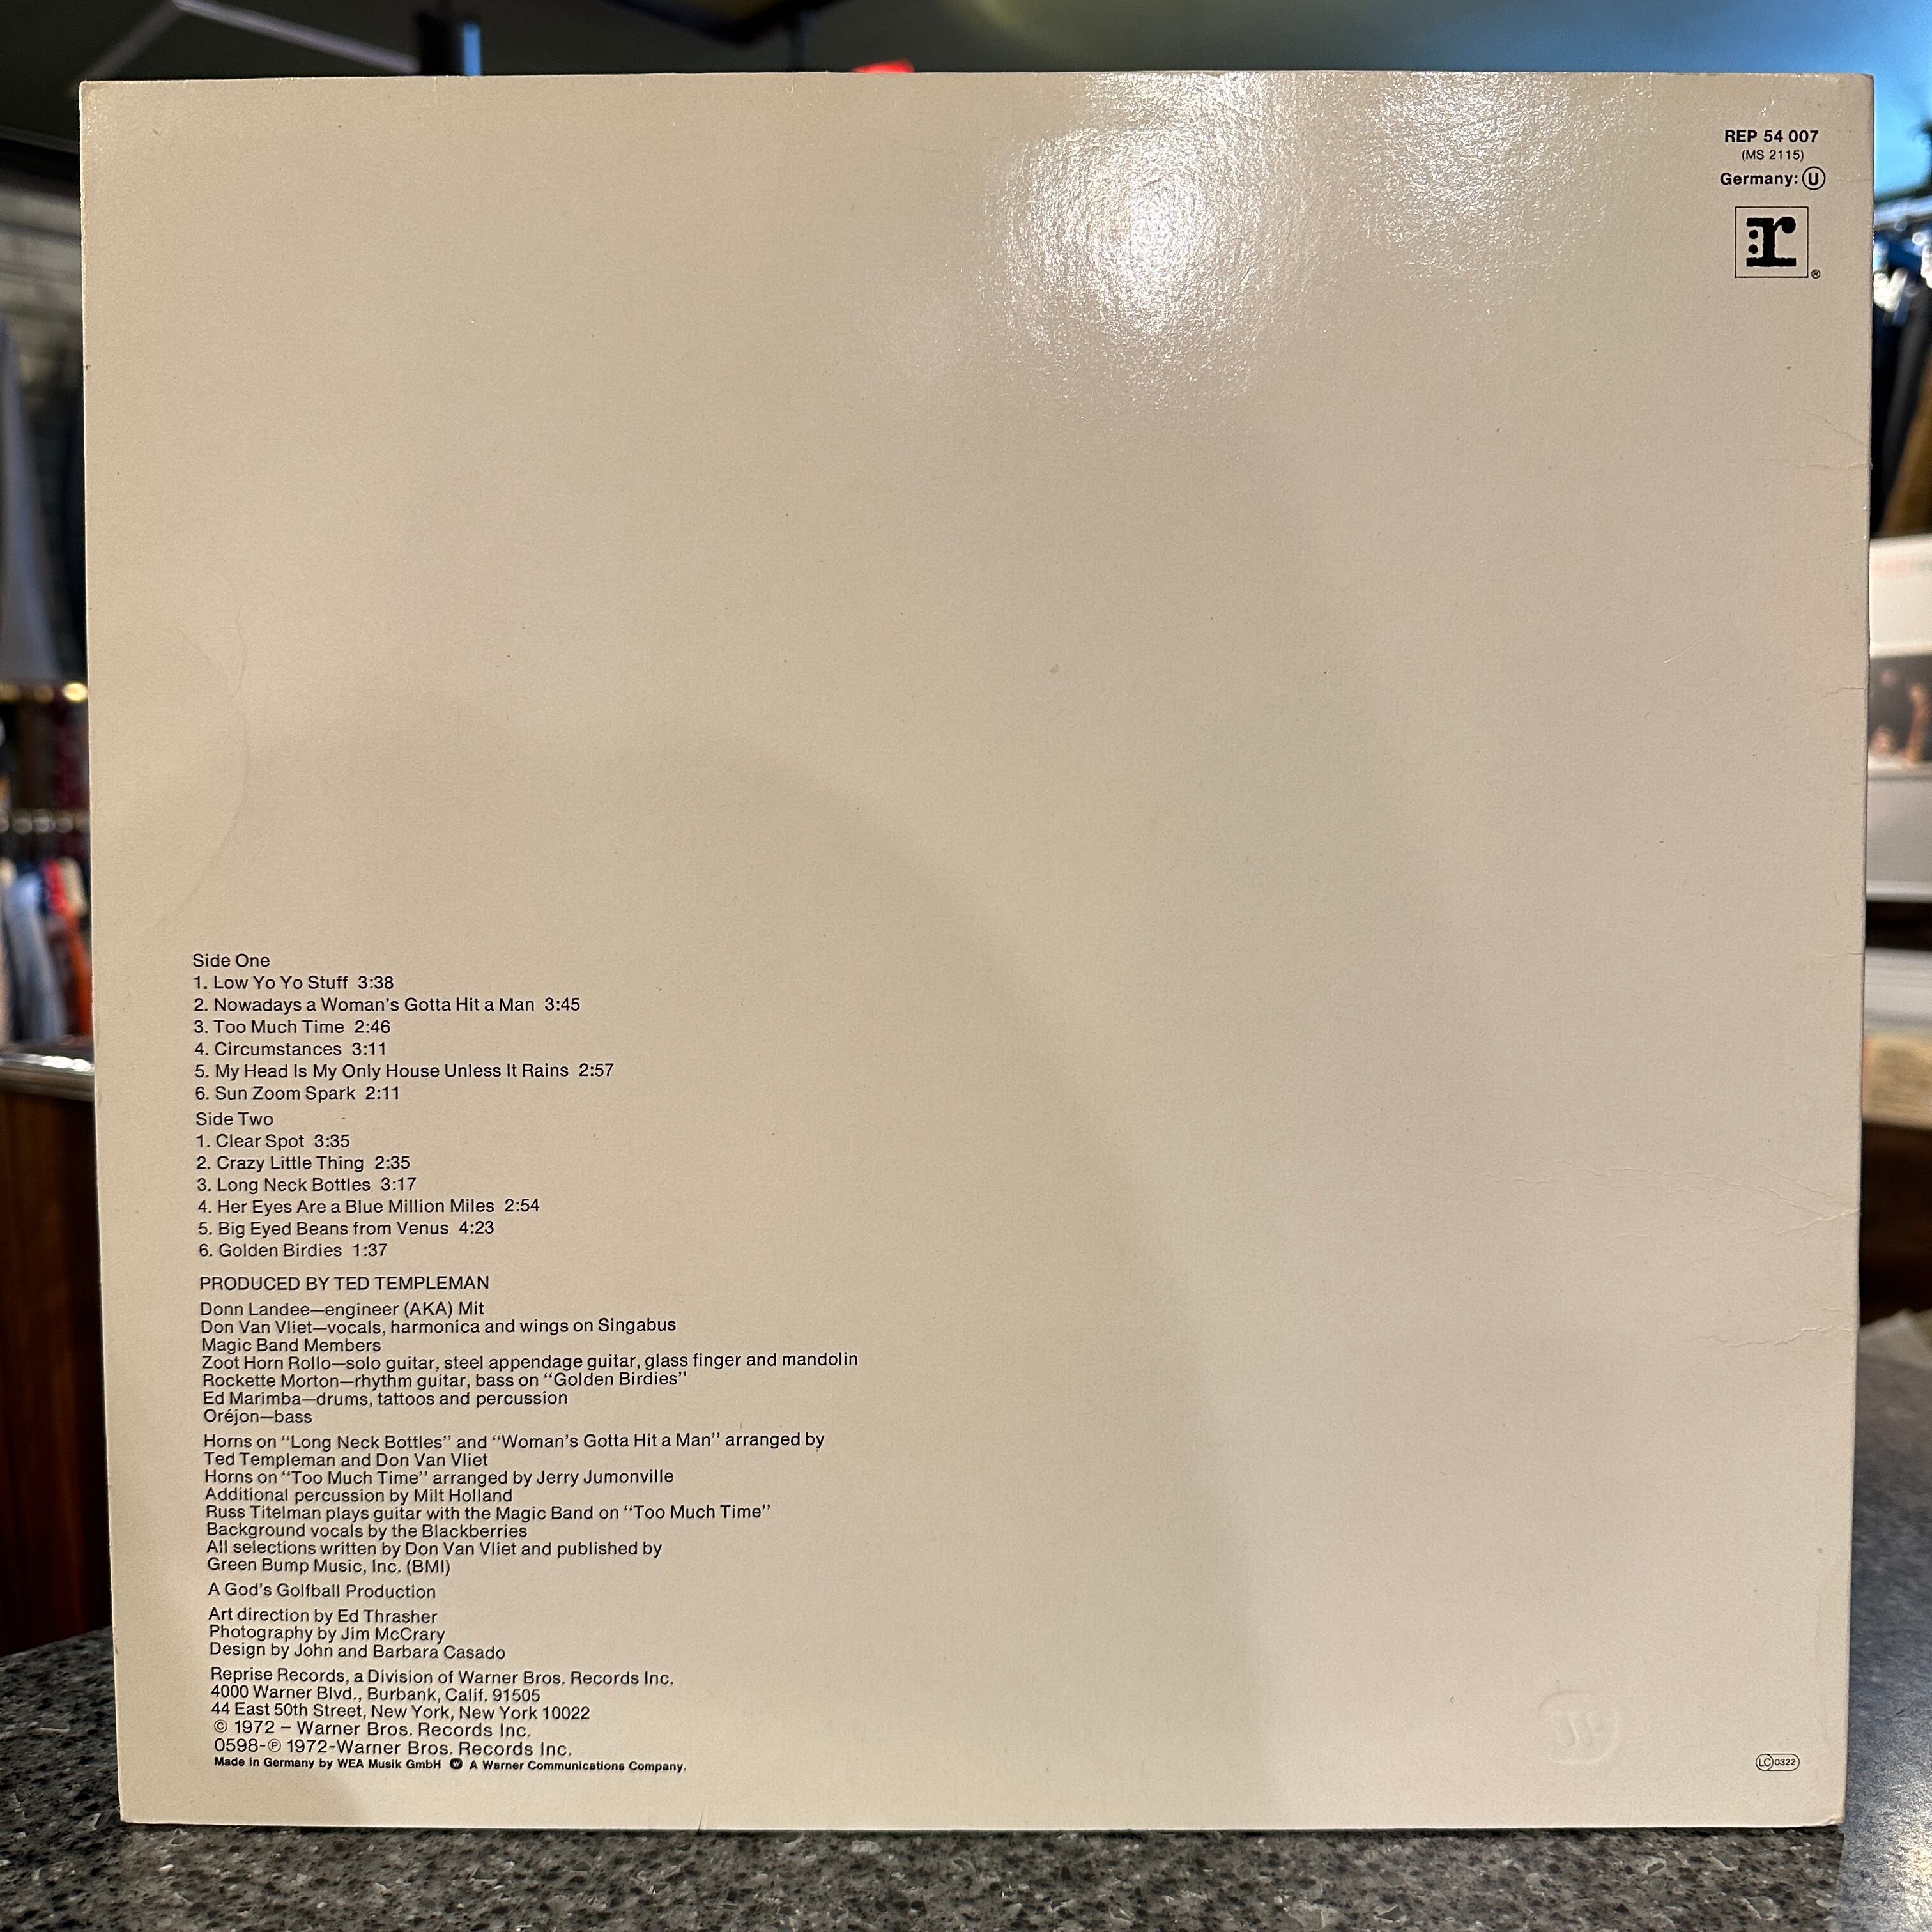 REP 54 007
(MS 2115)
Germany: Ⓤ
r
®
Side One
1. Low Yo Yo Stuff 3:38
2. Nowadays a Woman's Gotta Hit a Man 3:45
3. Too Much Time 2:46
4. Circumstances 3:11
5. My Head Is My Only House Unless It Rains 2:57
6. Sun Zoom Spark 2:11
Side Two
1. Clear Spot 3:35
2. Crazy Little Thing 2:35
3. Long Neck Bottles 3:17
4. Her Eyes Are a Blue Million Miles 2:54
5. Big Eyed Beans from Venus 4:23
6. Golden Birdies 1:37
PRODUCED BY TED TEMPLEMAN
Donn Landee—engineer (AKA) Mit
Don Van Vliet—vocals, harmonica and wings on Singabus
Magic Band Members
Zoot Horn Rollo—solo guitar, steel appendage guitar, glass finger and mandolin
Rockette Morton—rhythm guitar, bass on “Golden Birdies”
Ed Marimba—drums, tattoos and percussion
Oréjon—bass
Horns on “Long Neck Bottles” and “Woman's Gotta Hit a Man” arranged by
Ted Templeman and Don Van Vliet
Horns on “Too Much Time” arranged by Jerry Jumonville
Additional percussion by Milt Holland
Russ Titelman plays guitar with the Magic Band on “Too Much Time”
Background vocals by the Blackberries
All selections written by Don Van Vliet and published by
Green Bump Music, Inc. (BMI)
A God's Golfball Production
Art direction by Ed Thrasher
Photography by Jim McCrary
Design by John and Barbara Casado
Reprise Records, a Division of Warner Bros. Records Inc.
4000 Warner Blvd., Burbank, Calif. 91505
44 East 50th Street, New York, New York 10022
© 1972 – Warner Bros. Records Inc.
0598-℗ 1972-Warner Bros. Records Inc.
Made in Germany by WEA Musik GmbH W A Warner Communications Company.
LC 0322